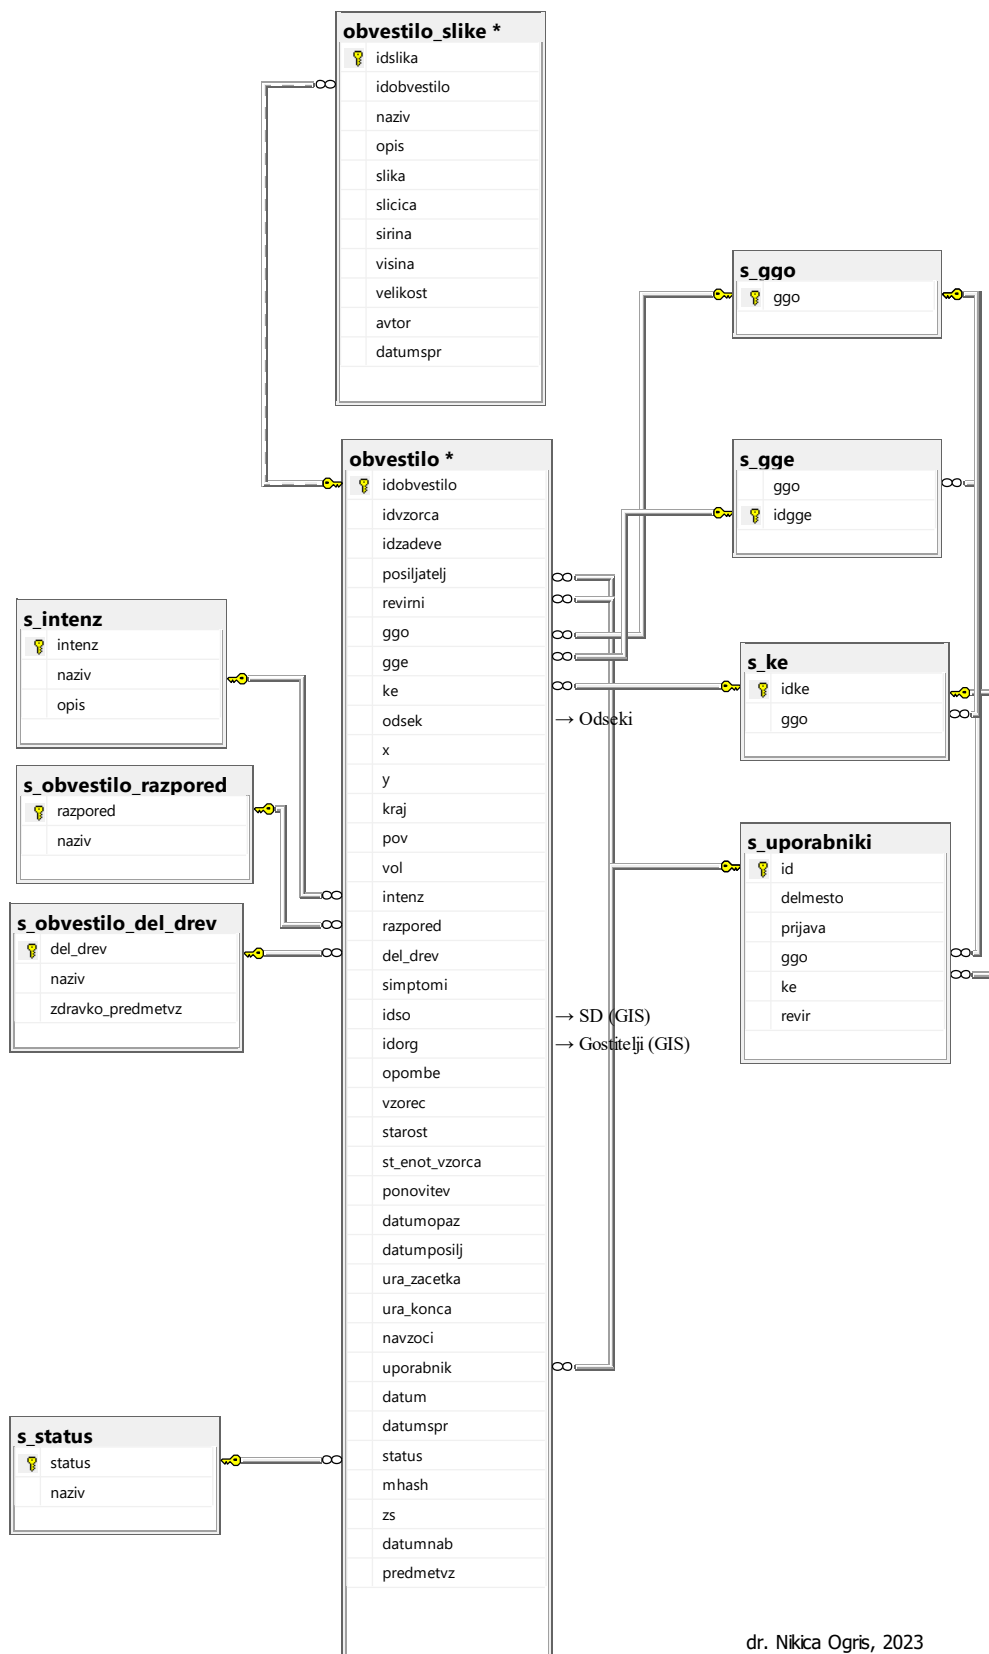 obvestilo_slike *
idslika
idobvestilo
naziv
opis
slika
slicica
sirina
visina
velikost
avtor
datumspr
s_ggo
ggo
s_gge
ggo
idgge
s_ke
idke
ggo
s_uporabniki
id
delmesto
prijava
ggo
ke
revir
obvestilo *
idobvestilo
idvzorca
idzadeve
posiljatelj
revirni
ggo
gge
ke
odsek
→ Odseki
x
y
kraj
pov
vol
intenz
razpored
del_drev
simptomi
idso
→ SD (GIS)
idorg
→ Gostitelji (GIS)
opombe
vzorec
starost
st_enot_vzorca
ponovitev
datumopaz
datumposilj
ura_zacetka
ura_konca
navzoci
uporabnik
datum
datumspr
status
mhash
zs
datumnab
predmetvz
s_intenz
intenz
naziv
opis
s_obvestilo_razpored
razpored
naziv
s_obvestilo_del_drev
del_drev
naziv
zdravko_predmetvz
s_status
status
naziv
dr. Nikica Ogris, 2023